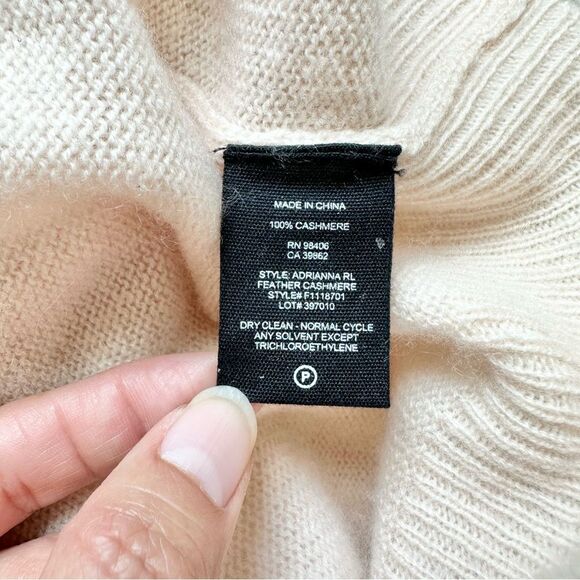 MADE IN CHINA
100% CASHMERE
RN 98406
CA 39862
STYLE: ADRIANNA RL
FEATHER CASHMERE
STYLE# F1118701
LOT# 397010
DRY CLEAN - NORMAL CYCLE
ANY SOLVENT EXCEPT
TRICHLOROETHYLENE
P